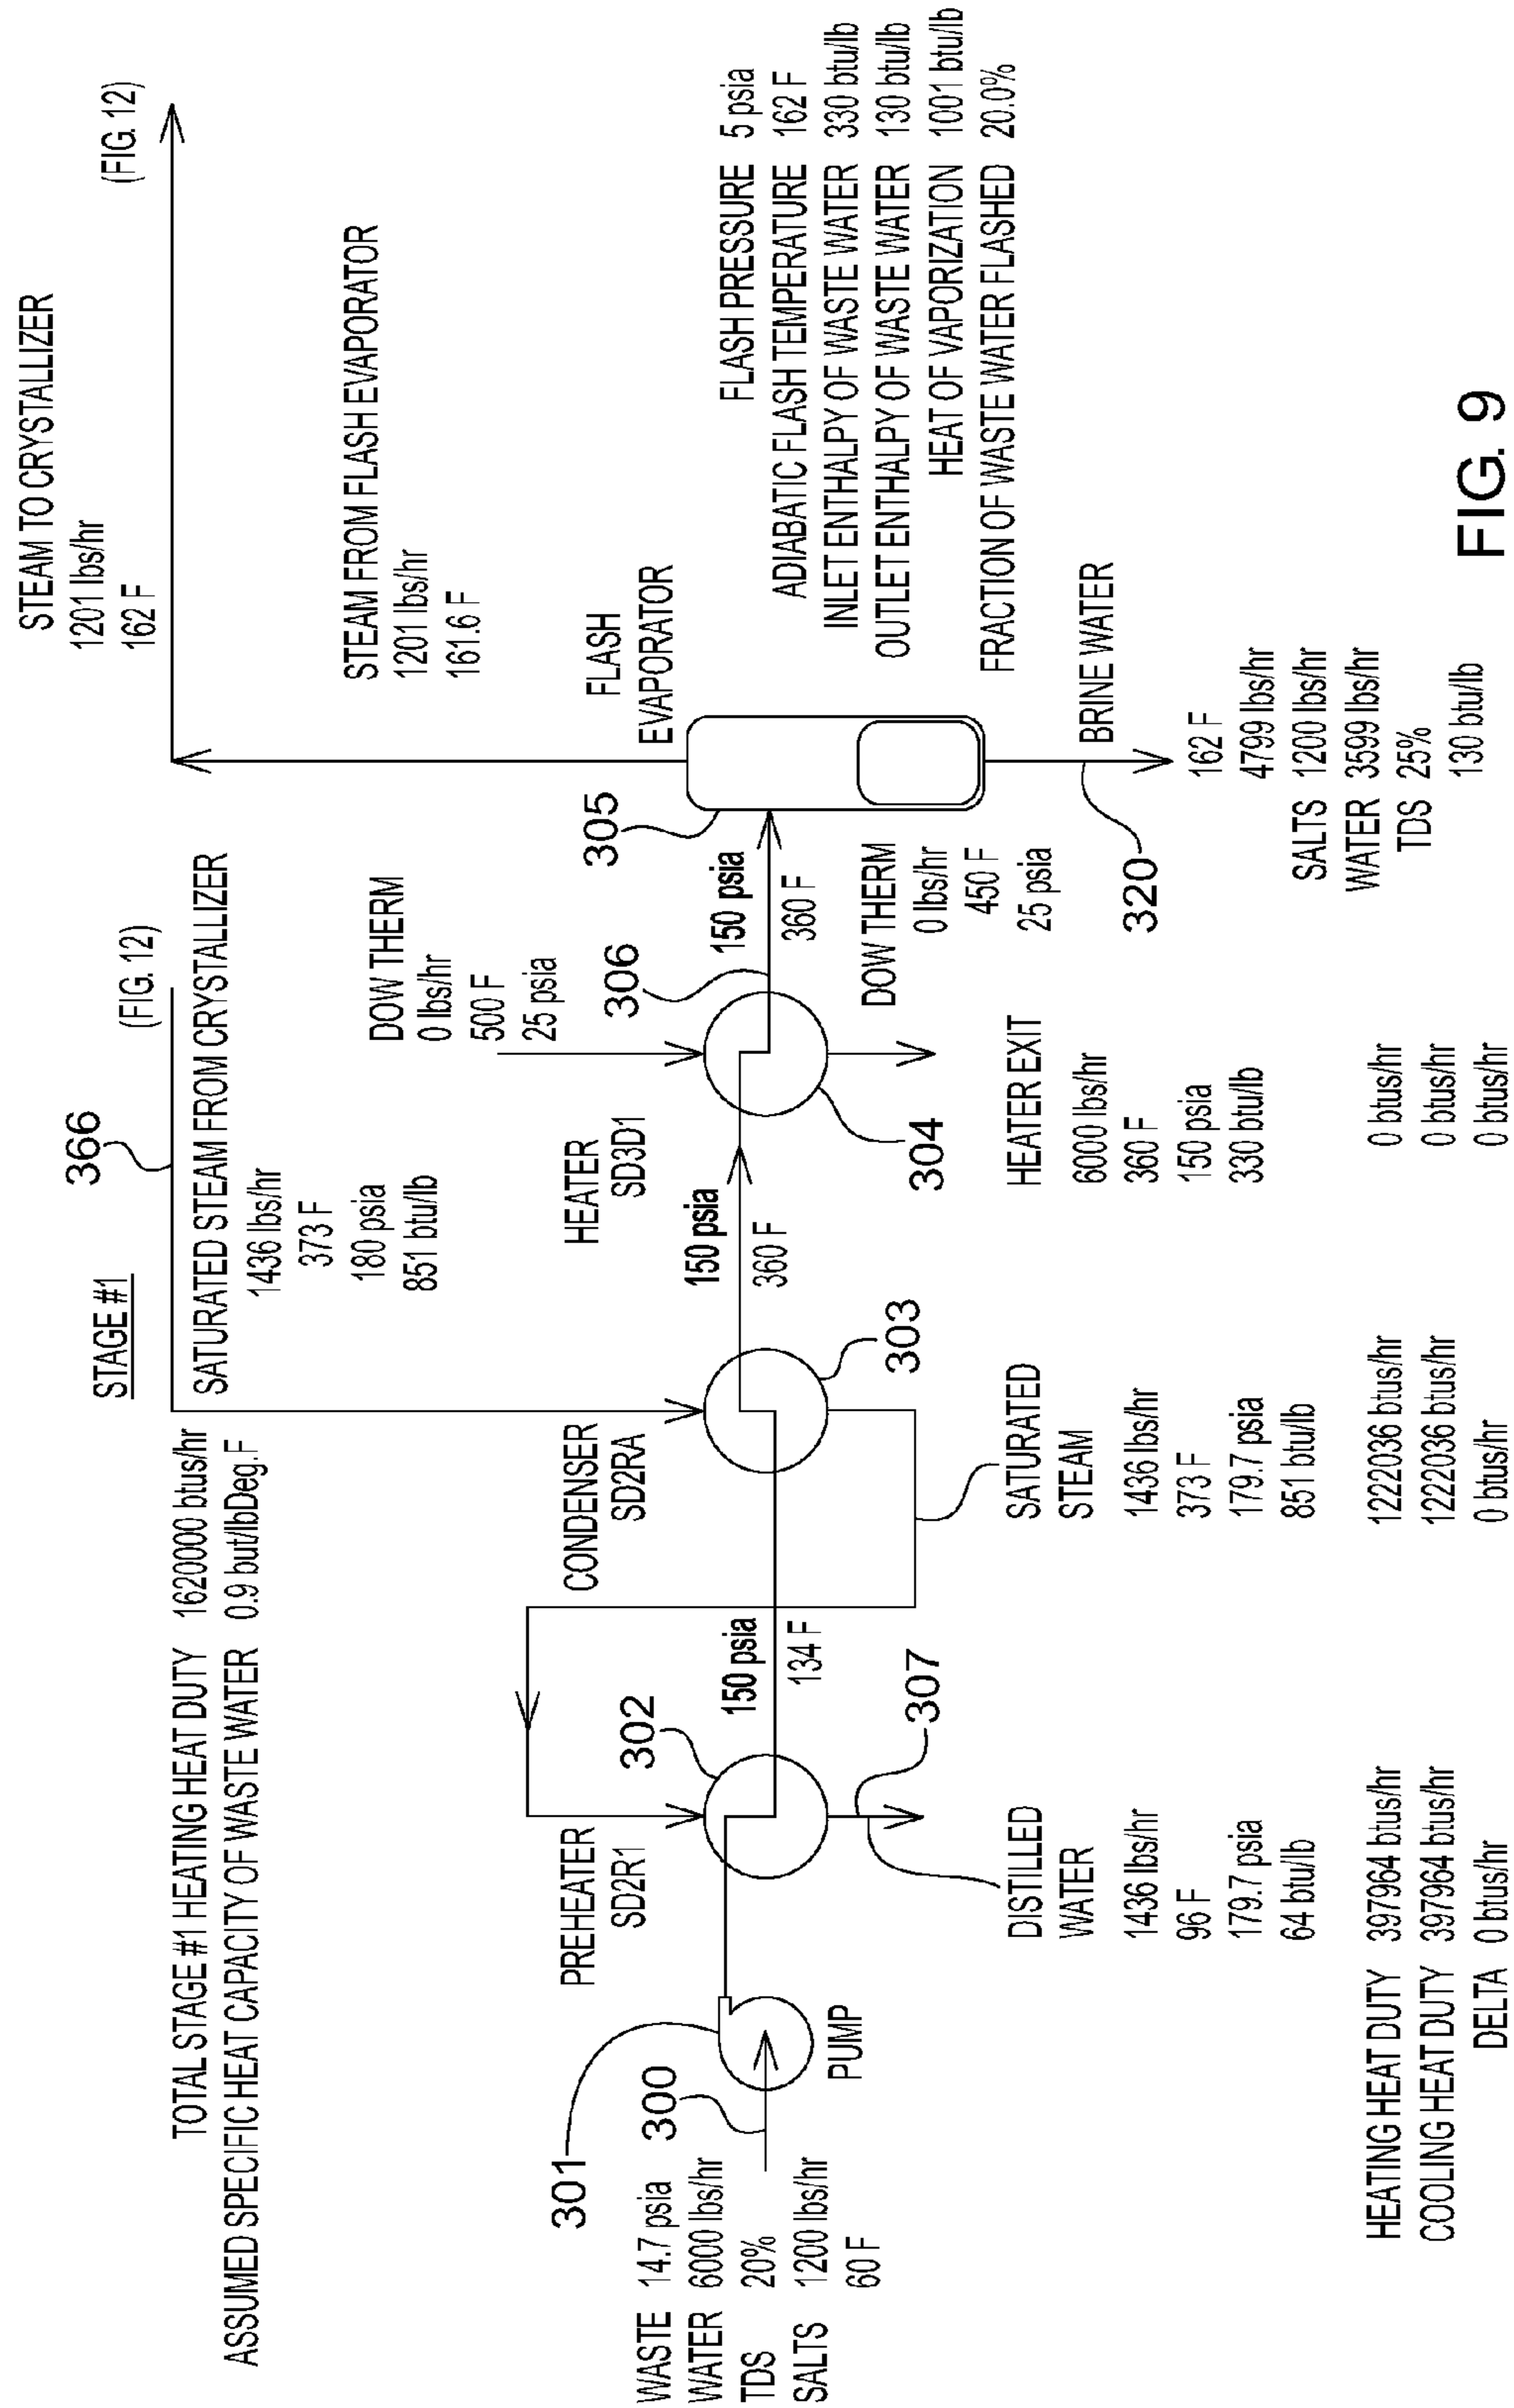 STAGE #1
TOTAL STAGE #1 HEATING HEAT DUTY 1620000 btus/hr
ASSUMED SPECIFIC HEAT CAPACITY OF WASTE WATER 0.9 but/lbDeg.F
366
(FIG. 12)
SATURATED STEAM FROM CRYSTALLIZER
1436 lbs/hr
373 F
180 psia
851 btu/lb
STEAM TO CRYSTALLIZER
1201 lbs/hr
162 F
(FIG. 12)
STEAM FROM FLASH EVAPORATOR
1201 lbs/hr
161.6 F
WASTE 14.7 psia
WATER 6000 lbs/hr
TDS 20%
SALTS 1200 lbs/hr
60 F
300
301
PUMP
PREHEATER
SD2R1
302
150 psia
134 F
307
DISTILLED
WATER
1436 lbs/hr
96 F
179.7 psia
64 btu/lb
CONDENSER
SD2RA
303
150 psia
360 F
SATURATED
STEAM
1436 lbs/hr
373 F
179.7 psia
851 btu/lb
HEATER
SD3D1
DOW THERM
0 lbs/hr
500 F
25 psia
306
304
150 psia
360 F
DOW THERM
0 lbs/hr
450 F
25 psia
HEATER EXIT
6000 lbs/hr
360 F
150 psia
330 btu/lb
305
FLASH
EVAPORATOR
FLASH PRESSURE 5 psia
ADIABATIC FLASH TEMPERATURE 162 F
INLET ENTHALPY OF WASTE WATER 330 btu/lb
OUTLET ENTHALPY OF WASTE WATER 130 btu/lb
HEAT OF VAPORIZATION 1001 btu/lb
FRACTION OF WASTE WATER FLASHED 20.0%
320
BRINE WATER
162 F
4799 lbs/hr
SALTS 1200 lbs/hr
WATER 3599 lbs/hr
TDS 25%
130 btu/lb
HEATING HEAT DUTY 397964 btus/hr 1222036 btus/hr 0 btus/hr
COOLING HEAT DUTY 397964 btus/hr 1222036 btus/hr 0 btus/hr
DELTA 0 btus/hr 0 btus/hr 0 btus/hr
FIG. 9